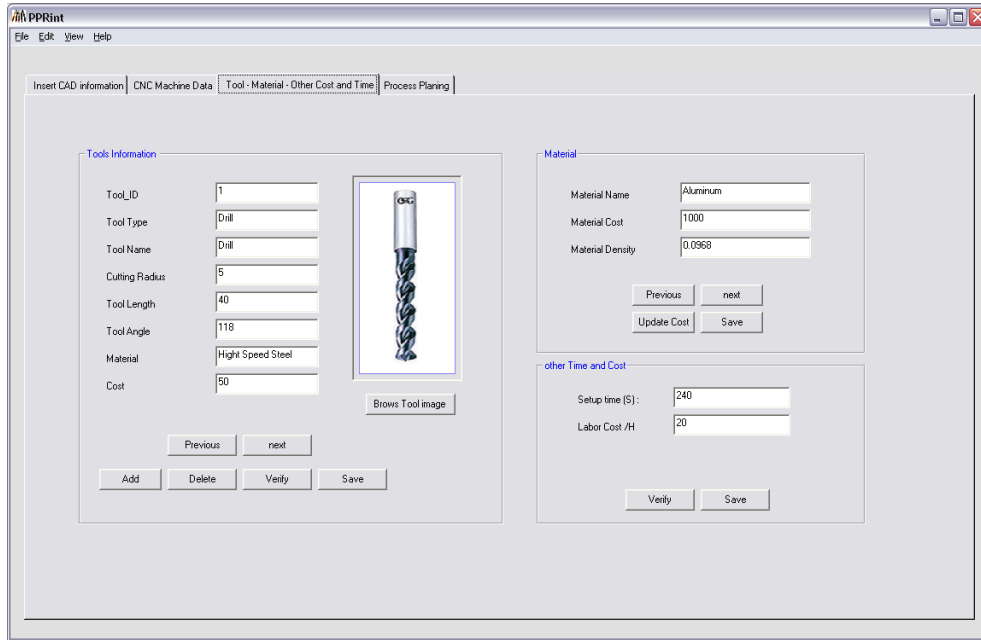 PPRint
File Edit View Help
Insert CAD information CNC Machine Data Tool - Material - Other Cost and Time Process Planing
Tools Information
Tool_ID 1
Tool Type Drill
Tool Name Drill
Cutting Radius 5
Tool Length 40
Tool Angle 118
Material Hight Speed Steel
Cost 50
OSG
Brows Tool image
Previous next
Add Delete Verify Save
Material
Material Name Aluminum
Material Cost 1000
Material Density 0.0968
Previous next
Update Cost Save
other Time and Cost
Setup time (S) : 240
Labor Cost /H 20
Verify Save